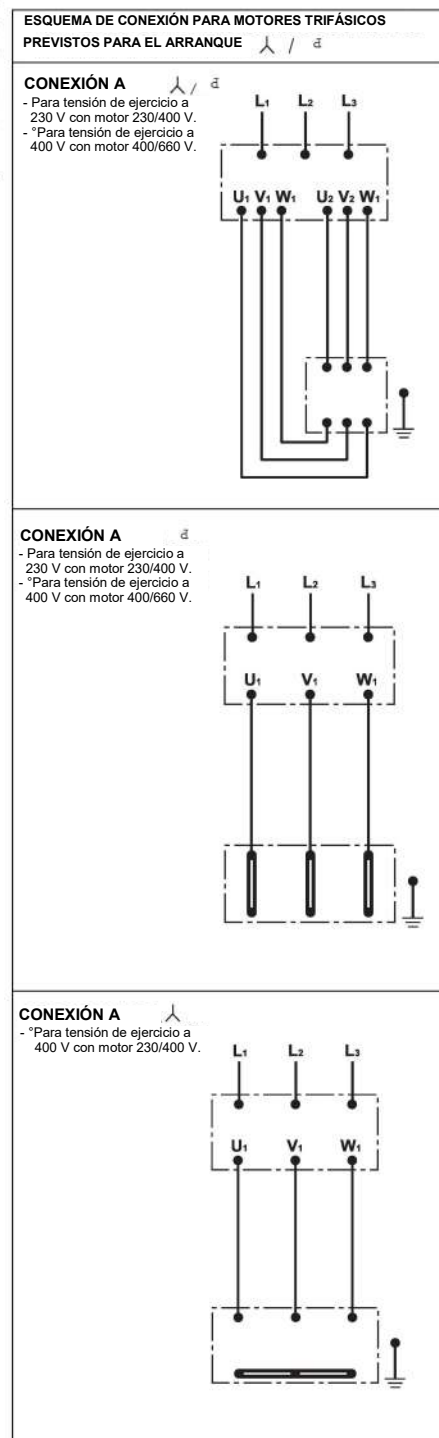 ESQUEMA DE CONEXIÓN PARA MOTORES TRIFÁSICOS
PREVISTOS PARA EL ARRANQUE 人 / d
CONEXIÓN A 人 / d
- Para tensión de ejercicio a
230 V con motor 230/400 V.
- °Para tensión de ejercicio a
400 V con motor 400/660 V.
L1 L2 L3
U1 V1 W1 U2 V2 W1
CONEXIÓN A d
- Para tensión de ejercicio a
230 V con motor 230/400 V.
- °Para tensión de ejercicio a
400 V con motor 400/660 V.
L1 L2 L3
U1 V1 W1
CONEXIÓN A 人
- °Para tensión de ejercicio a
400 V con motor 230/400 V.
L1 L2 L3
U1 V1 W1